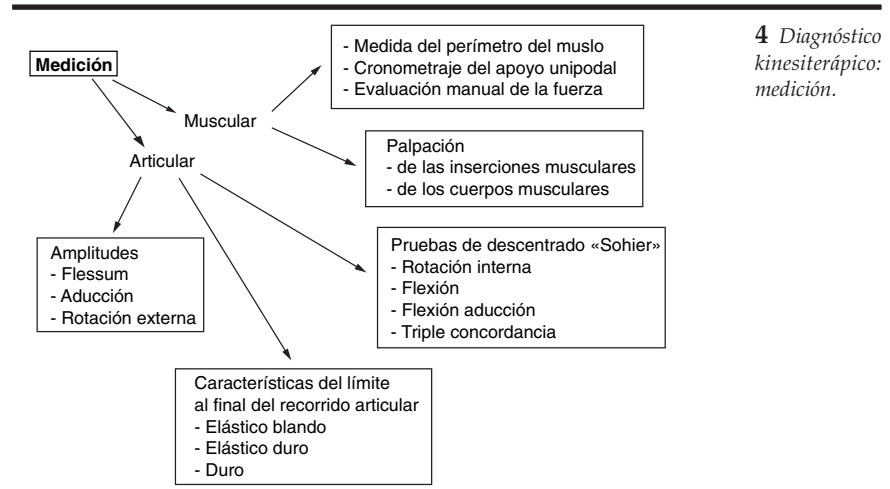 Medición
Muscular
Articular
- Medida del perímetro del muslo
- Cronometraje del apoyo unipodal
- Evaluación manual de la fuerza
Palpación
- de las inserciones musculares
- de los cuerpos musculares
Amplitudes
- Flessum
- Aducción
- Rotación externa
Pruebas de descentrado «Sohier»
- Rotación interna
- Flexión
- Flexión aducción
- Triple concordancia
Características del límite
al final del recorrido articular
- Elástico blando
- Elástico duro
- Duro
4 Diagnóstico
kinesiterápico:
medición.